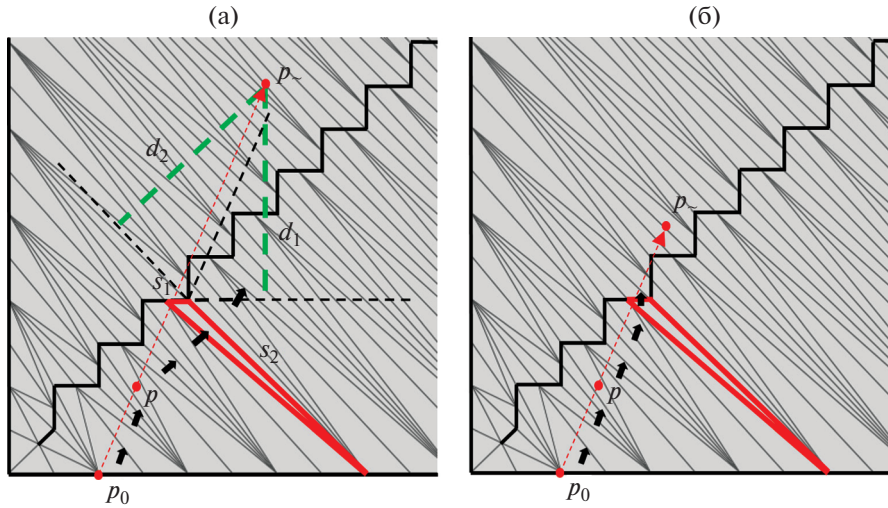 (а) (б)
p~
d₂
p~
d₁
s₁
s₂
p p
p₀ p₀